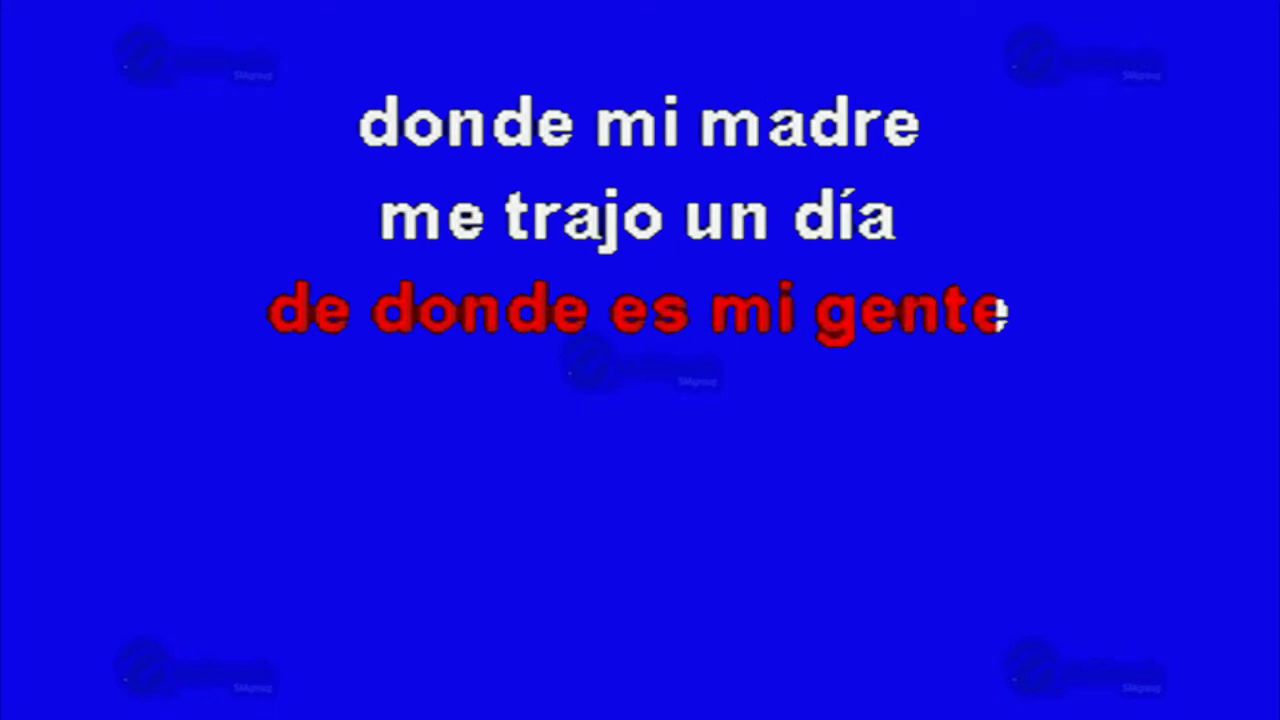 donde mi madre
me trajo un día
de donde es mi gente